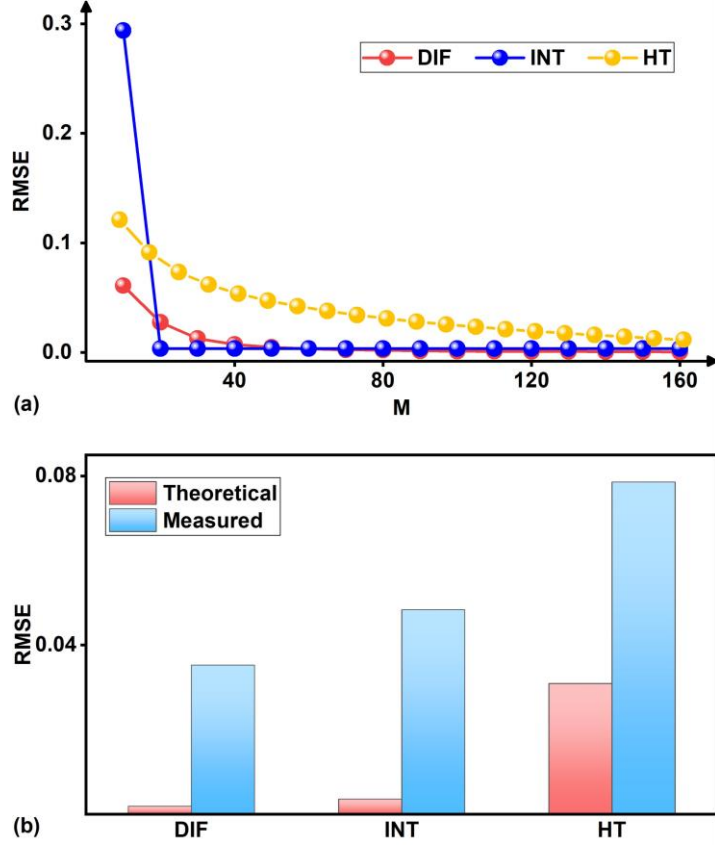 0.3
DIF INT HT
0.2
RMSE
0.1
0.0
40 80 120 160
(a) M
0.08
Theoretical
Measured
RMSE
0.04
(b) DIF INT HT